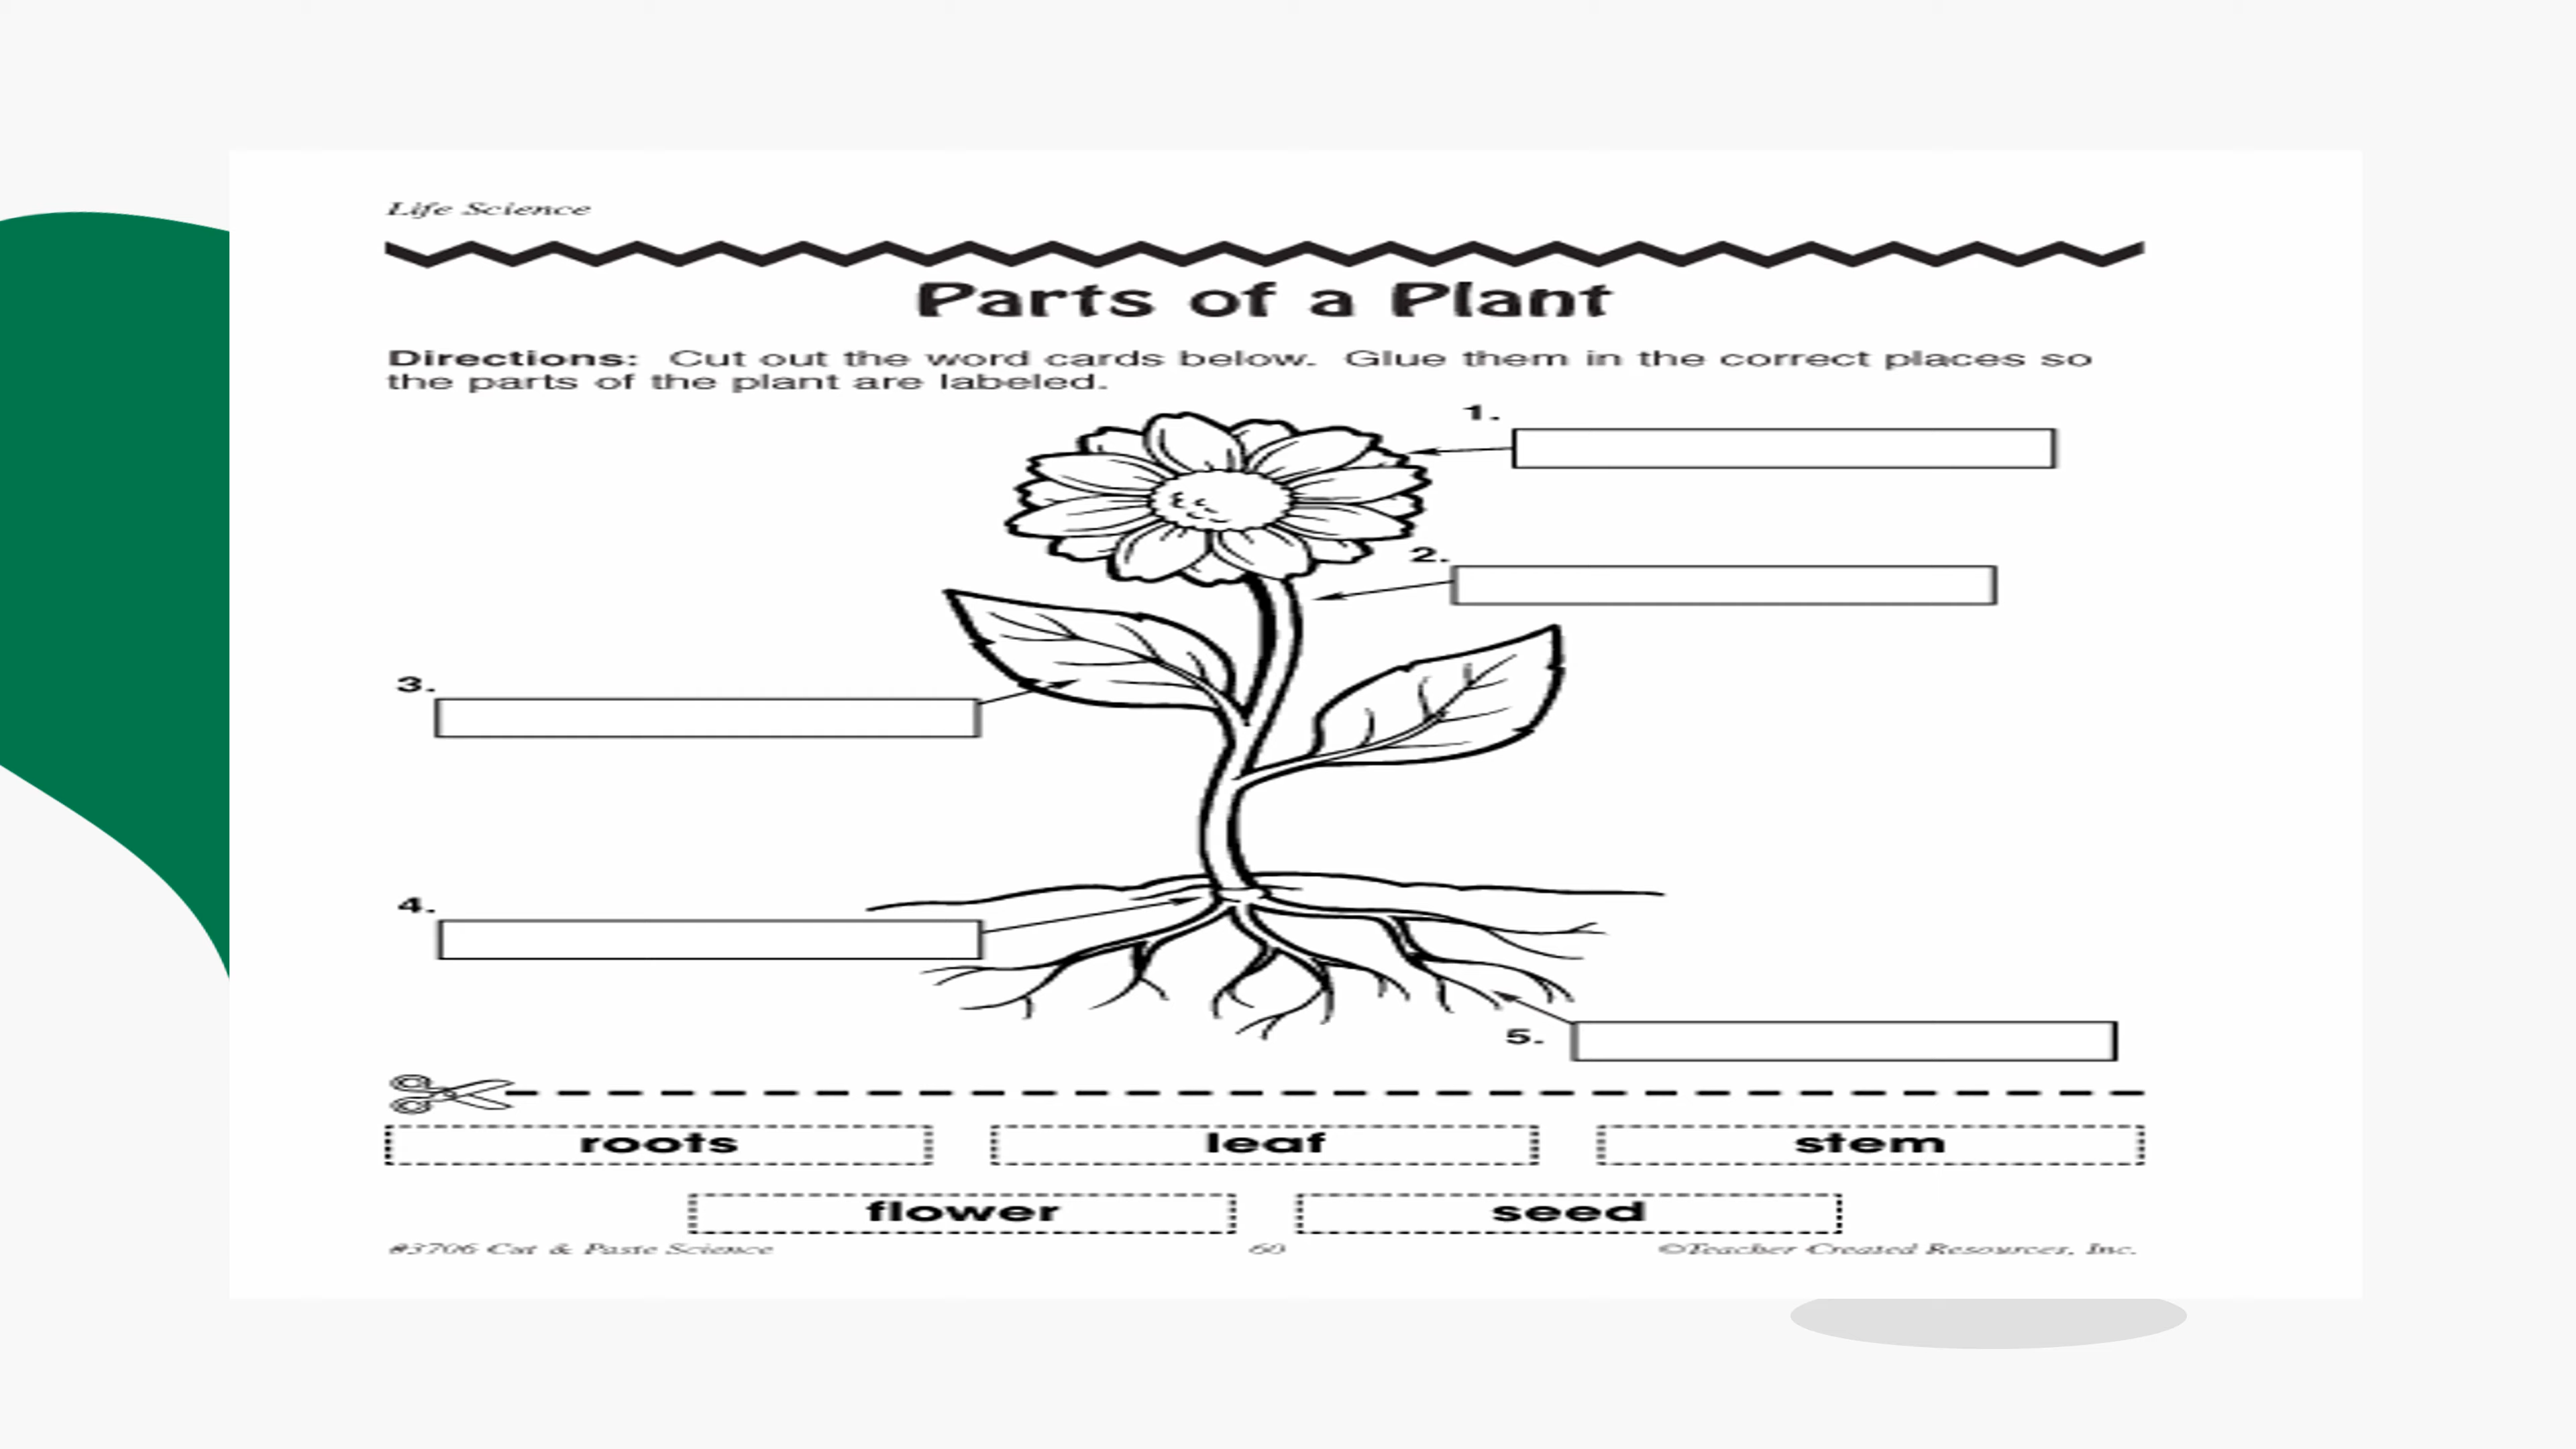 Life Science
Parts of a Plant
Directions: Cut out the word cards below. Glue them in the correct places so
the parts of the plant are labeled.
1.
2.
3.
4.
5.
roots leaf stem
flower seed
#3706 Cut & Paste Science 60 ©Teacher Created Resources, Inc.